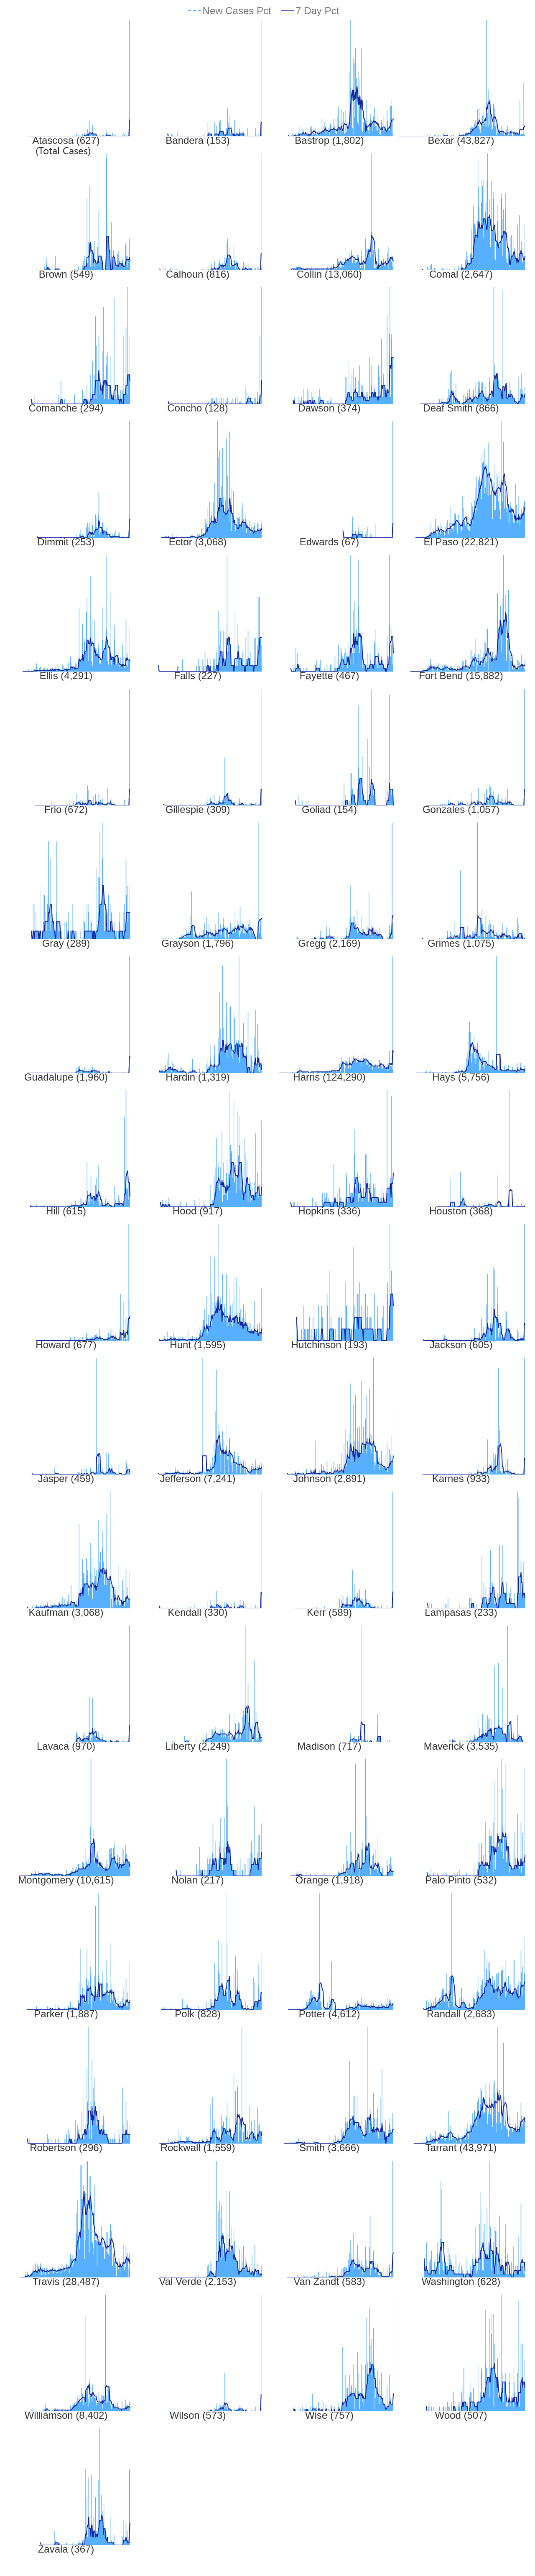 New Cases Pct 7 Day Pct
Atascosa (627) Bandera (153) Bastrop (1,802) Bexar (43,827)
(Total Cases)
Brown (549) Calhoun (816) Collin (13,060) Comal (2,647)
Comanche (294) Concho (128) Dawson (374) Deaf Smith (866)
Dimmit (253) Ector (3,068) Edwards (67) El Paso (22,821)
Ellis (4,291) Falls (227) Fayette (467) Fort Bend (15,882)
Frio (672) Gillespie (309) Goliad (154) Gonzales (1,057)
Gray (289) Grayson (1,796) Gregg (2,169) Grimes (1,075)
Guadalupe (1,960) Hardin (1,319) Harris (124,290) Hays (5,756)
Hill (615) Hood (917) Hopkins (336) Houston (368)
Howard (677) Hunt (1,595) Hutchinson (193) Jackson (605)
Jasper (459) Jefferson (7,241) Johnson (2,891) Karnes (933)
Kaufman (3,068) Kendall (330) Kerr (589) Lampasas (233)
Lavaca (970) Liberty (2,249) Madison (717) Maverick (3,535)
Montgomery (10,615) Nolan (217) Orange (1,918) Palo Pinto (532)
Parker (1,887) Polk (828) Potter (4,612) Randall (2,683)
Robertson (296) Rockwall (1,559) Smith (3,666) Tarrant (43,971)
Travis (28,487) Val Verde (2,153) Van Zandt (583) Washington (628)
Williamson (8,402) Wilson (573) Wise (757) Wood (507)
Zavala (367)